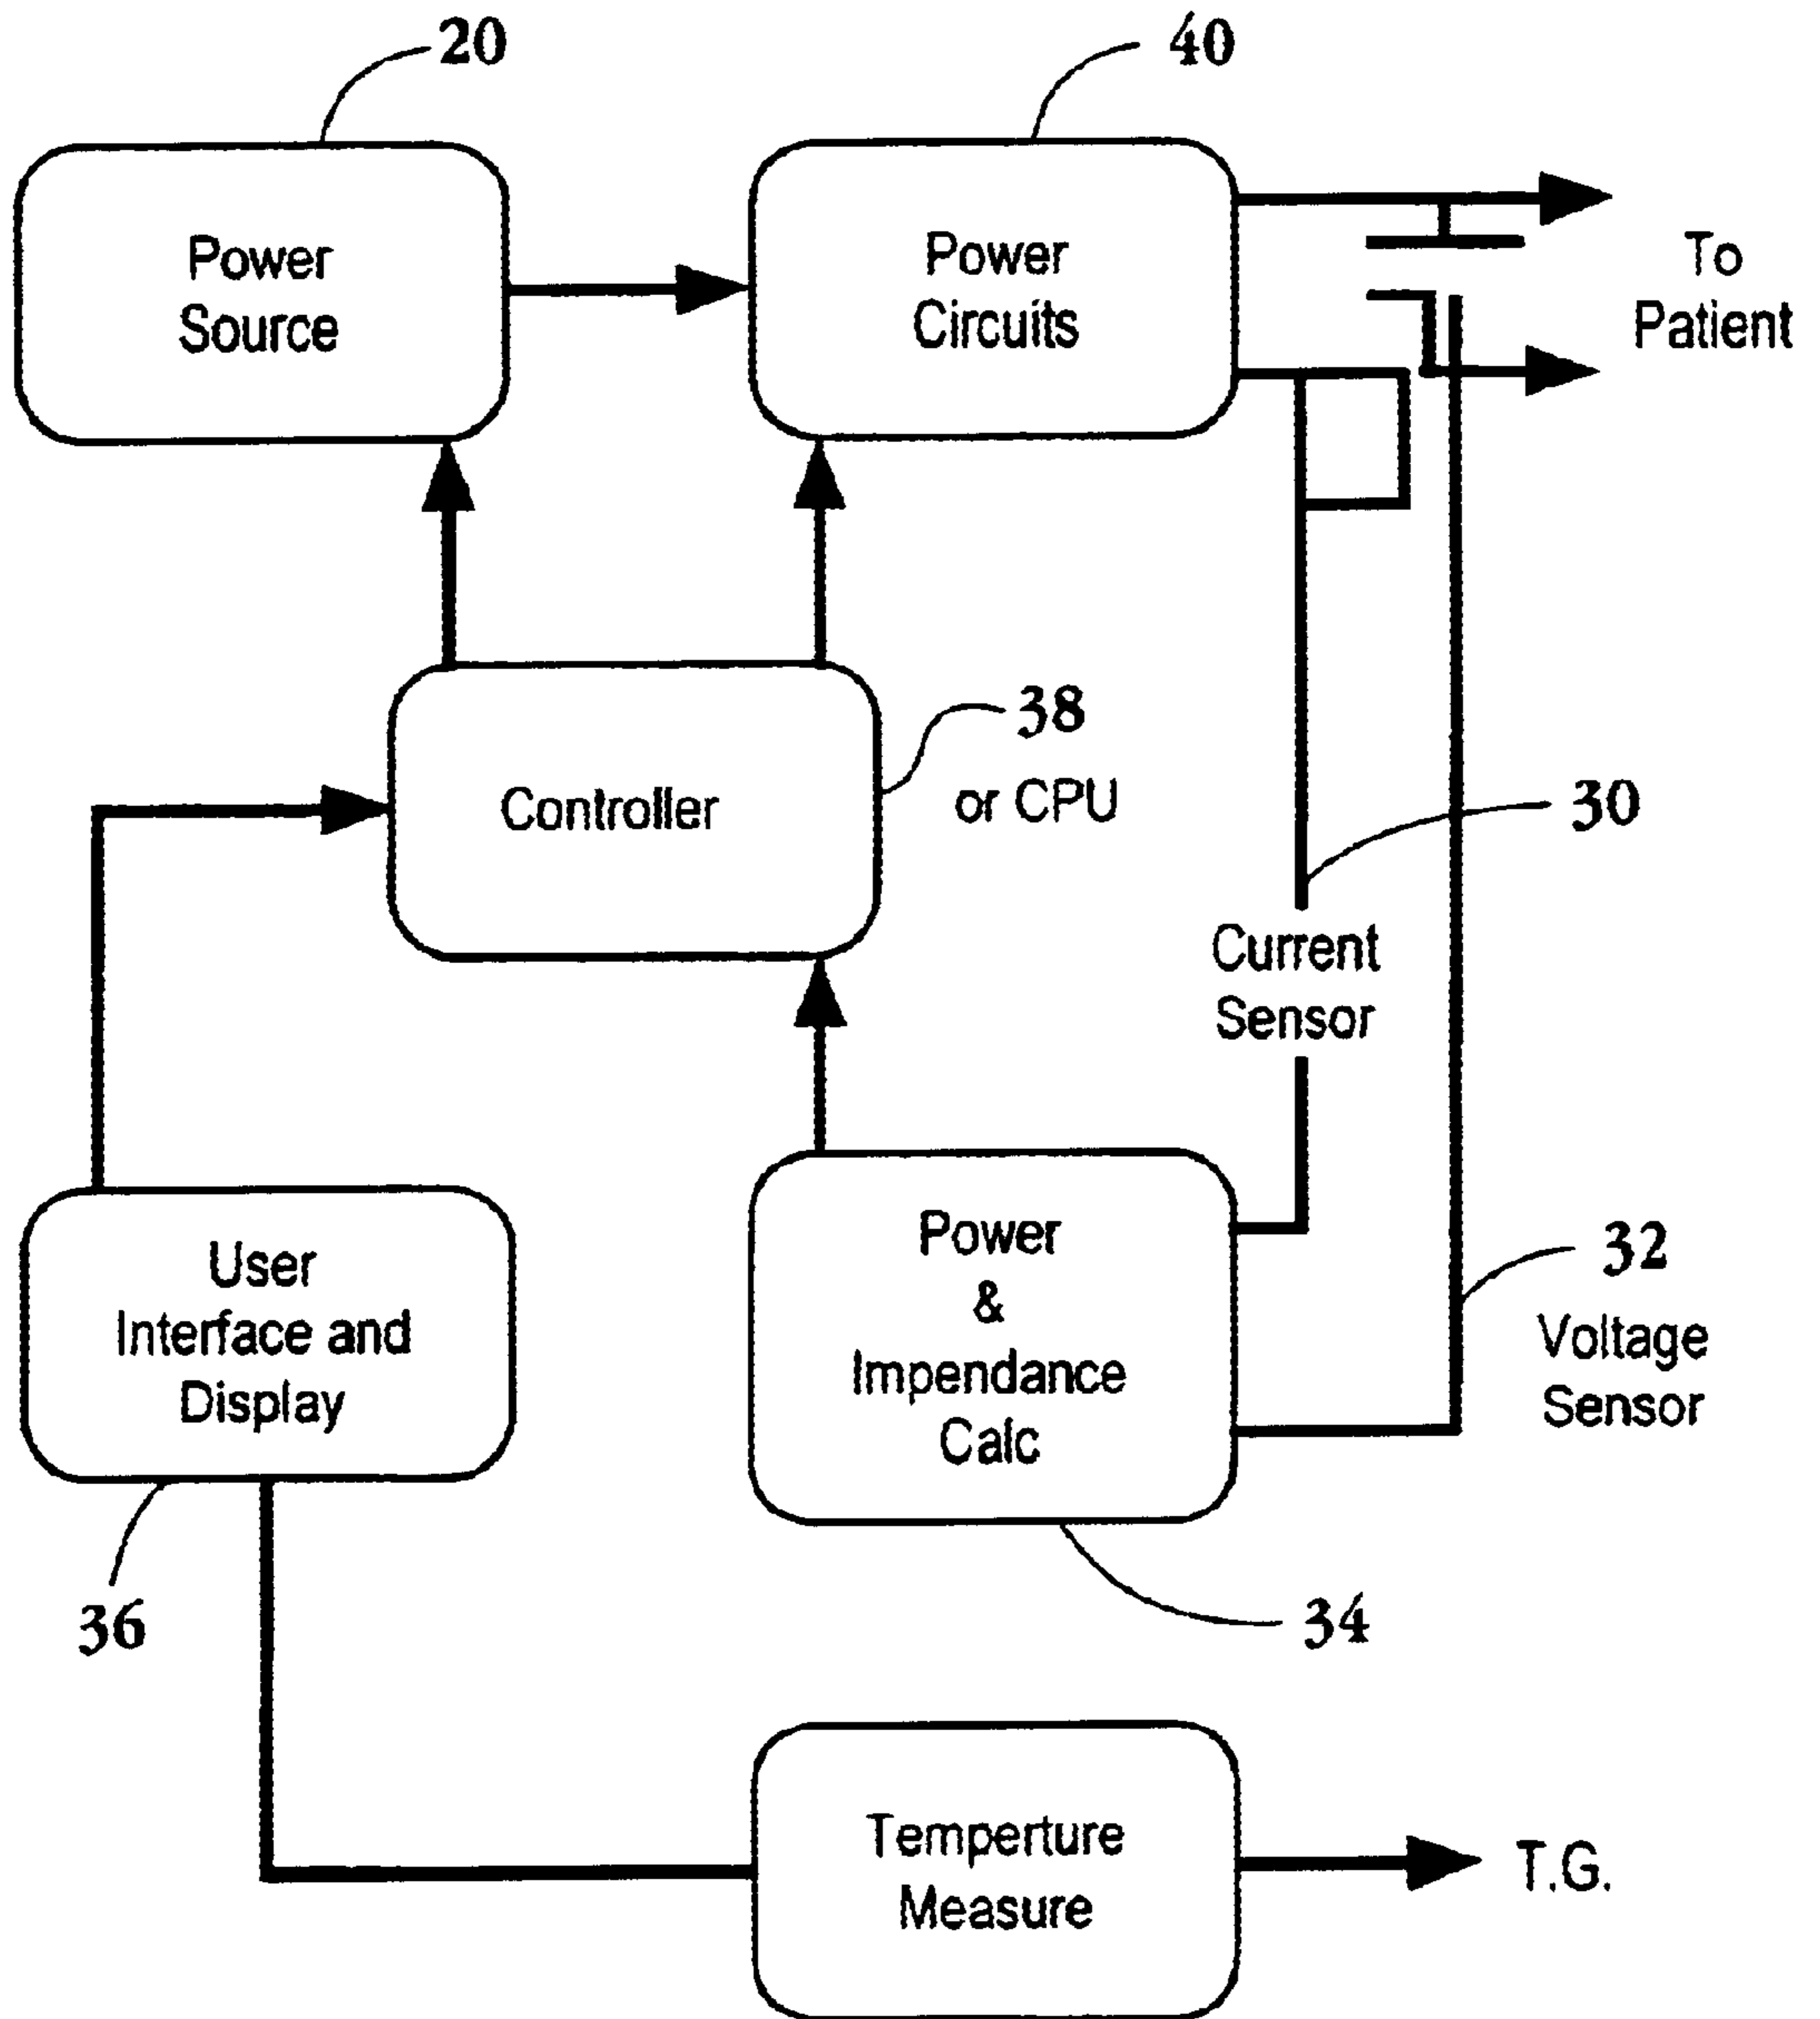 20
40
Power
Source
Power
Circuits
To
Patient
38
or CPU
Controller
30
Current
Sensor
User
Interface and
Display
Power
&
Impendance
Calc
32
Voltage
Sensor
36
34
Temperture
Measure
T.G.